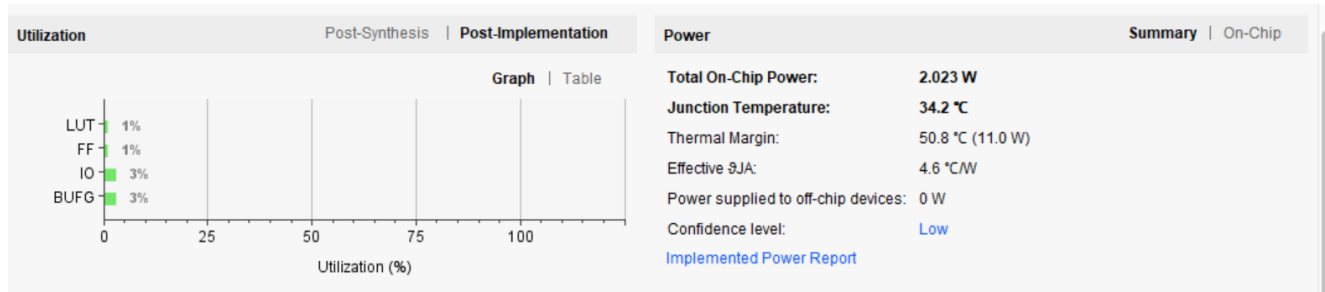 Utilization
Post-Synthesis | Post-Implementation
Graph | Table
LUT 1%
FF 1%
IO 3%
BUFG 3%
0 25 50 75 100
Utilization (%)
Power
Summary | On-Chip
Total On-Chip Power: 2.023 W
Junction Temperature: 34.2 °C
Thermal Margin: 50.8 °C (11.0 W)
Effective ϑJA: 4.6 °C/W
Power supplied to off-chip devices: 0 W
Confidence level: Low
Implemented Power Report